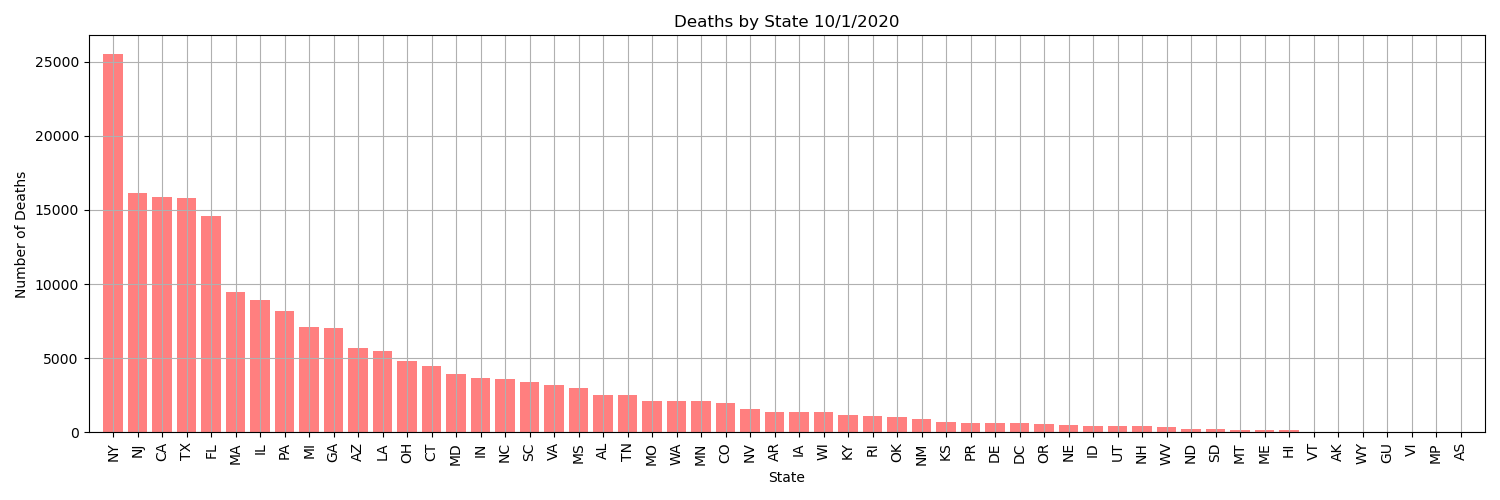 Deaths by State 10/1/2020
Number of Deaths
25000
20000
15000
10000
5000
0
NY NJ CA TX FL MA IL PA MI GA AZ LA OH CT MD IN NC SC VA MS AL TN MO WA MN CO NV AR IA WI KY RI OK NM KS PR DE DC OR NE ID UT NH WV ND SD MT ME HI VT AK WY GU VI MP AS
State